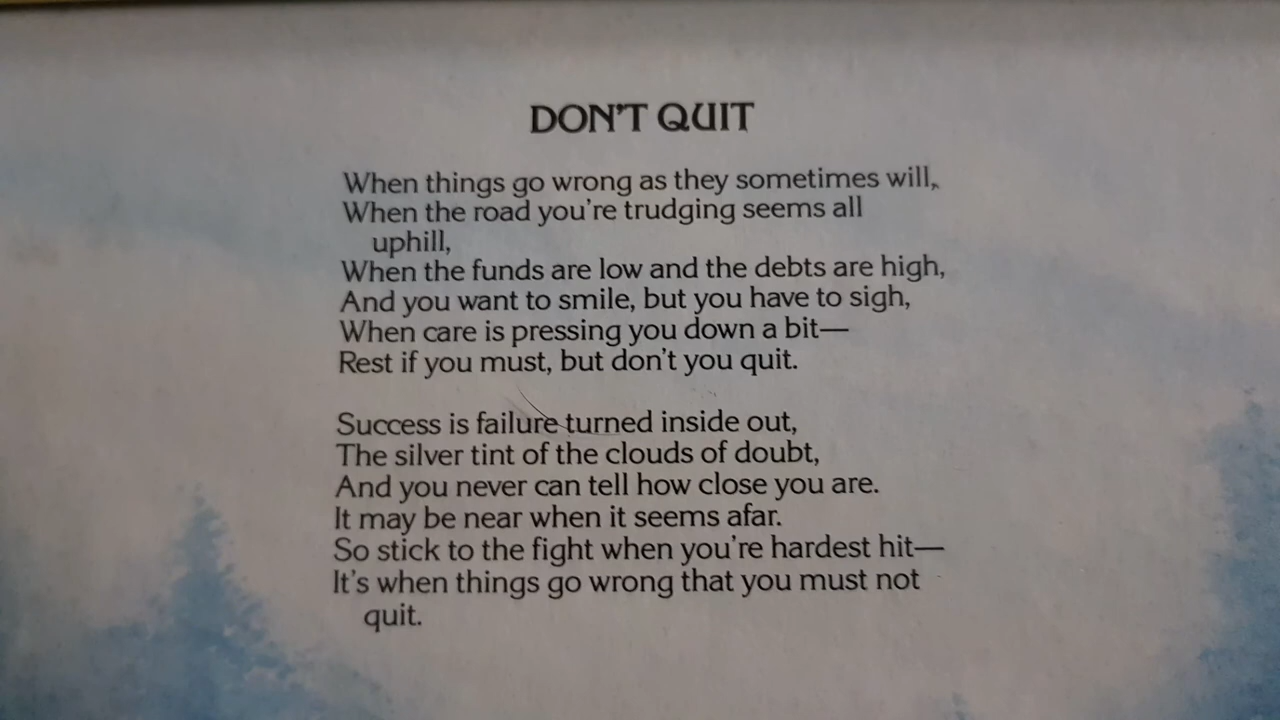 DON'T QUIT
When things go wrong as they sometimes will,
When the road you're trudging seems all
uphill,
When the funds are low and the debts are high,
And you want to smile, but you have to sigh,
When care is pressing you down a bit—
Rest if you must, but don't you quit.
Success is failure turned inside out,
The silver tint of the clouds of doubt,
And you never can tell how close you are.
It may be near when it seems afar.
So stick to the fight when you're hardest hit—
It's when things go wrong that you must not
quit.